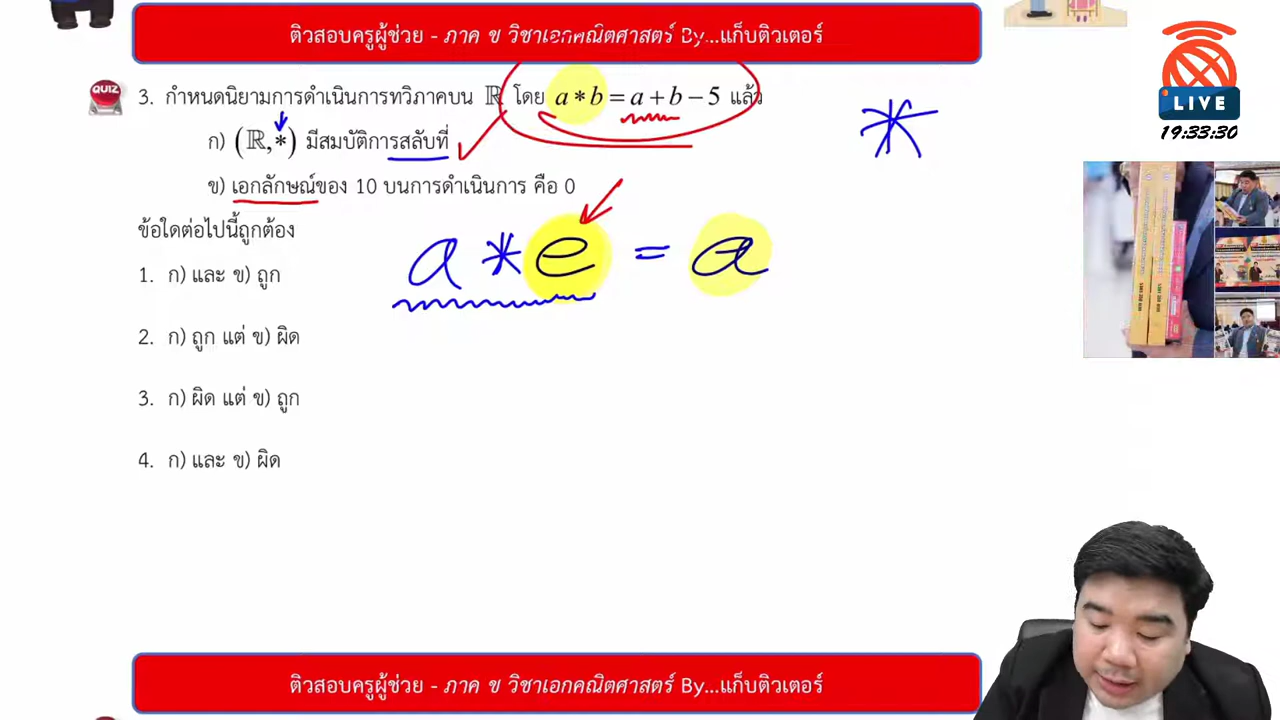 ติวสอบครูผู้ช่วย - ภาค ข วิชาเอกคณิตศาสตร์ By...แก็บติวเตอร์
QUIZ
3. กำหนดนิยามการดำเนินการทวิภาคบน ℝ โดย a * b = a + b − 5 แล้ว
ก) (ℝ,*) มีสมบัติการสลับที่
ข) เอกลักษณ์ของ 10 บนการดำเนินการ คือ 0
ข้อใดต่อไปนี้ถูกต้อง
1. ก) และ ข) ถูก
2. ก) ถูก แต่ ข) ผิด
3. ก) ผิด แต่ ข) ถูก
4. ก) และ ข) ผิด
a * e = a
*
LIVE
19:33:30
ติวสอบครูผู้ช่วย - ภาค ข วิชาเอกคณิตศาสตร์ By...แก็บติวเตอร์